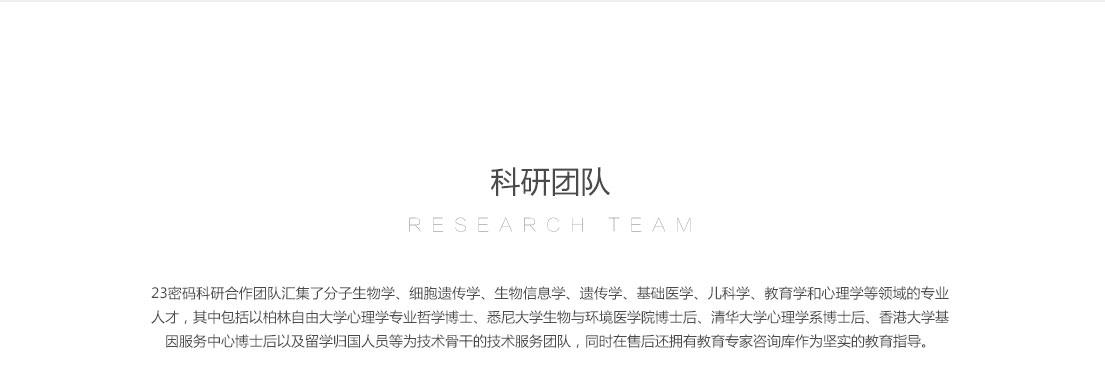 科研团队
RESEARCH TEAM
23密码科研合作团队汇集了分子生物学、细胞遗传学、生物信息学、遗传学、基础医学、儿科学、教育学和心理学等领域的专业
人才，其中包括以柏林自由大学心理学专业哲学博士、悉尼大学生物与环境医学院博士后、清华大学心理学系博士后、香港大学基
因服务中心博士后以及留学归国人员等为技术骨干的技术服务团队，同时在售后还拥有教育专家咨询库作为坚实的教育指导。